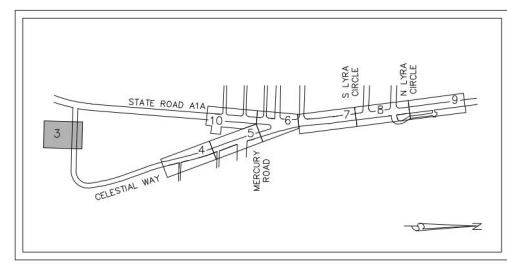 S LYRA
CIRCLE
N LYRA
CIRCLE
STATE ROAD A1A
10
6
7
8
9
3
5
4
MERCURY
ROAD
CELESTIAL WAY
Z